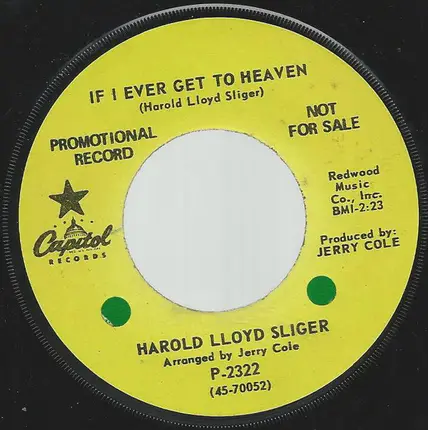 IF I EVER GET TO HEAVEN
(Harold Lloyd Sliger)
PROMOTIONAL
RECORD
NOT
FOR SALE
Redwood
Music
Co., Inc.
BMI-2:23
Capitol
RECORDS
Produced by:
JERRY COLE
HAROLD LLOYD SLIGER
Arranged by Jerry Cole
P-2322
(45-70052)